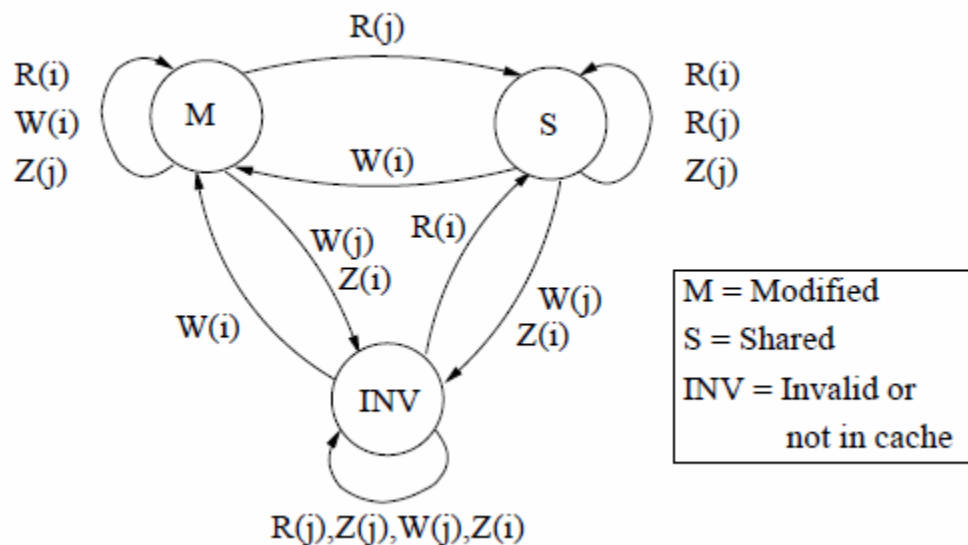 R(j)
R(i)
W(i)
Z(j)
M
S
R(i)
R(j)
Z(j)
W(i)
W(j)
Z(i)
R(i)
W(j)
Z(i)
W(i)
INV
R(j),Z(j),W(j),Z(i)
M = Modified
S = Shared
INV = Invalid or
not in cache